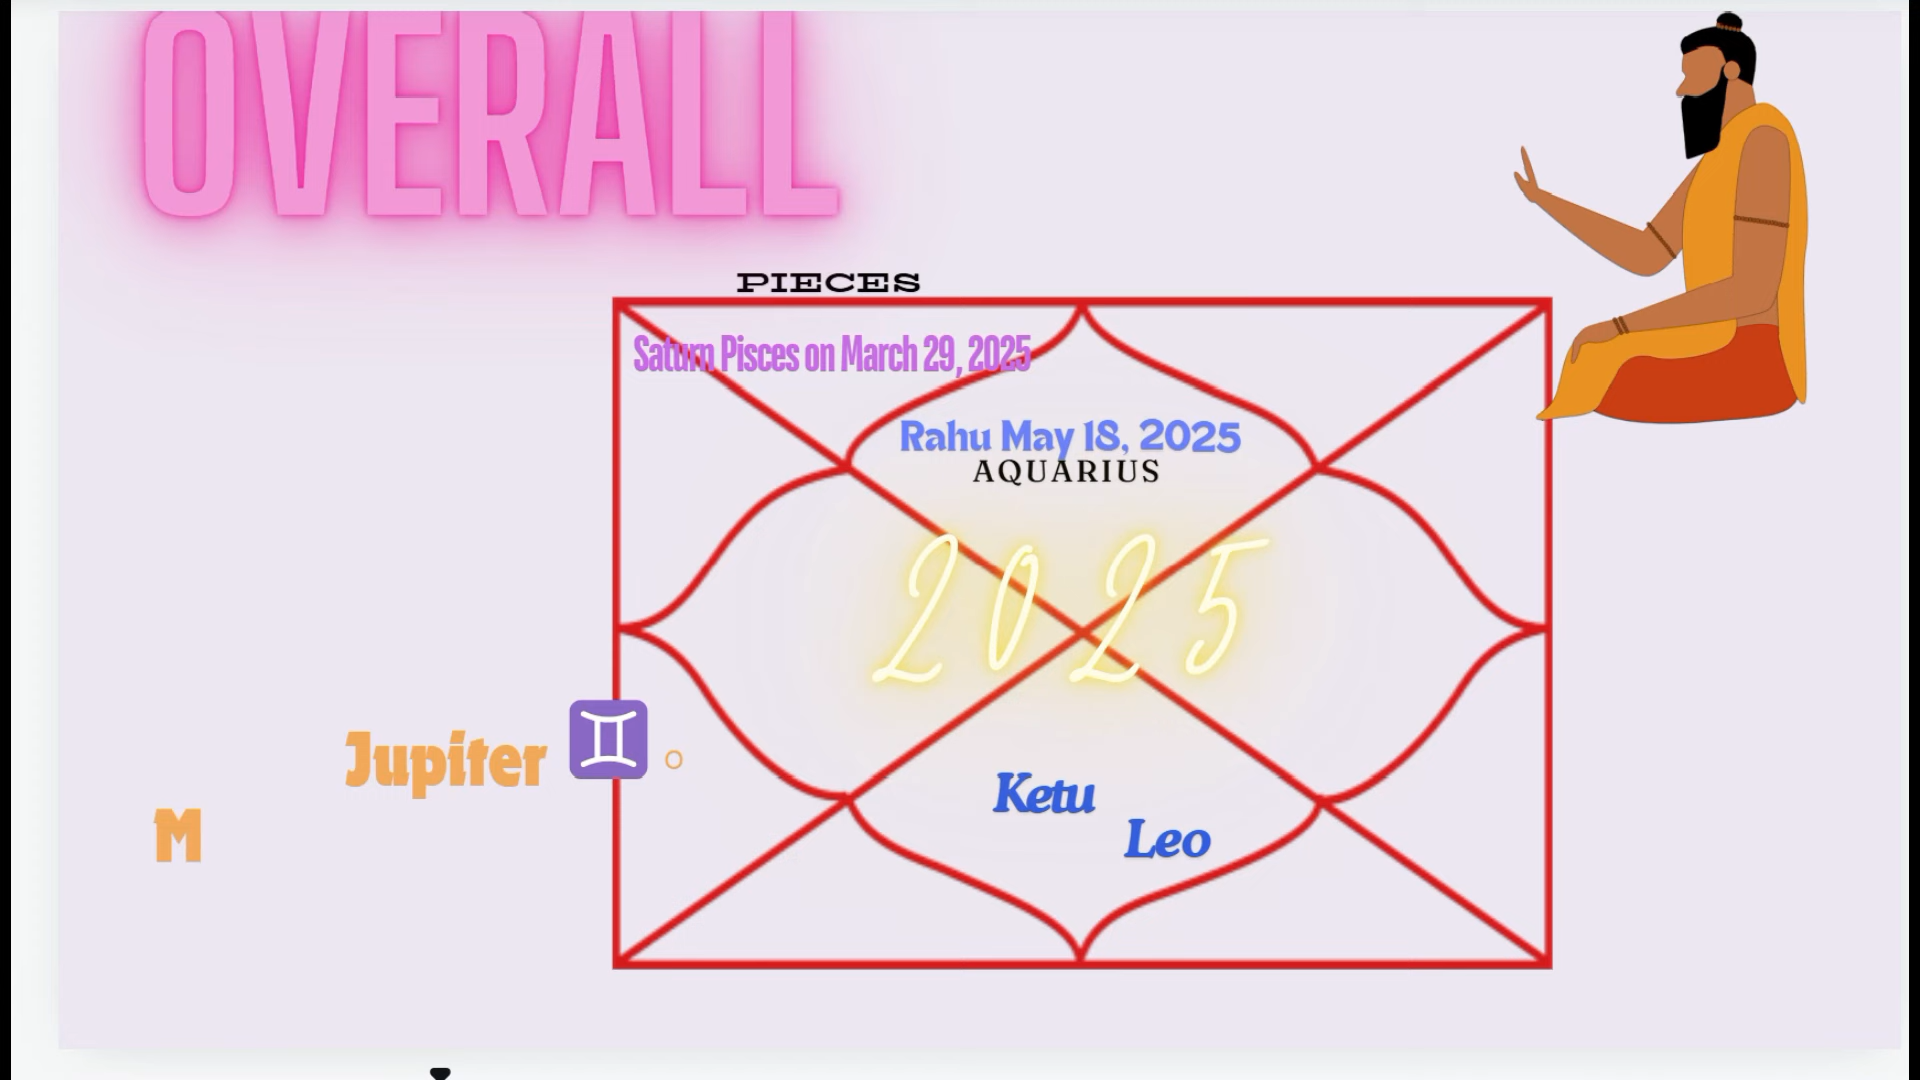 OVERALL
PIECES
Saturn Pisces on March 29, 2025
Rahu May 18, 2025
AQUARIUS
2025
Jupiter ♊
M
Ketu
Leo